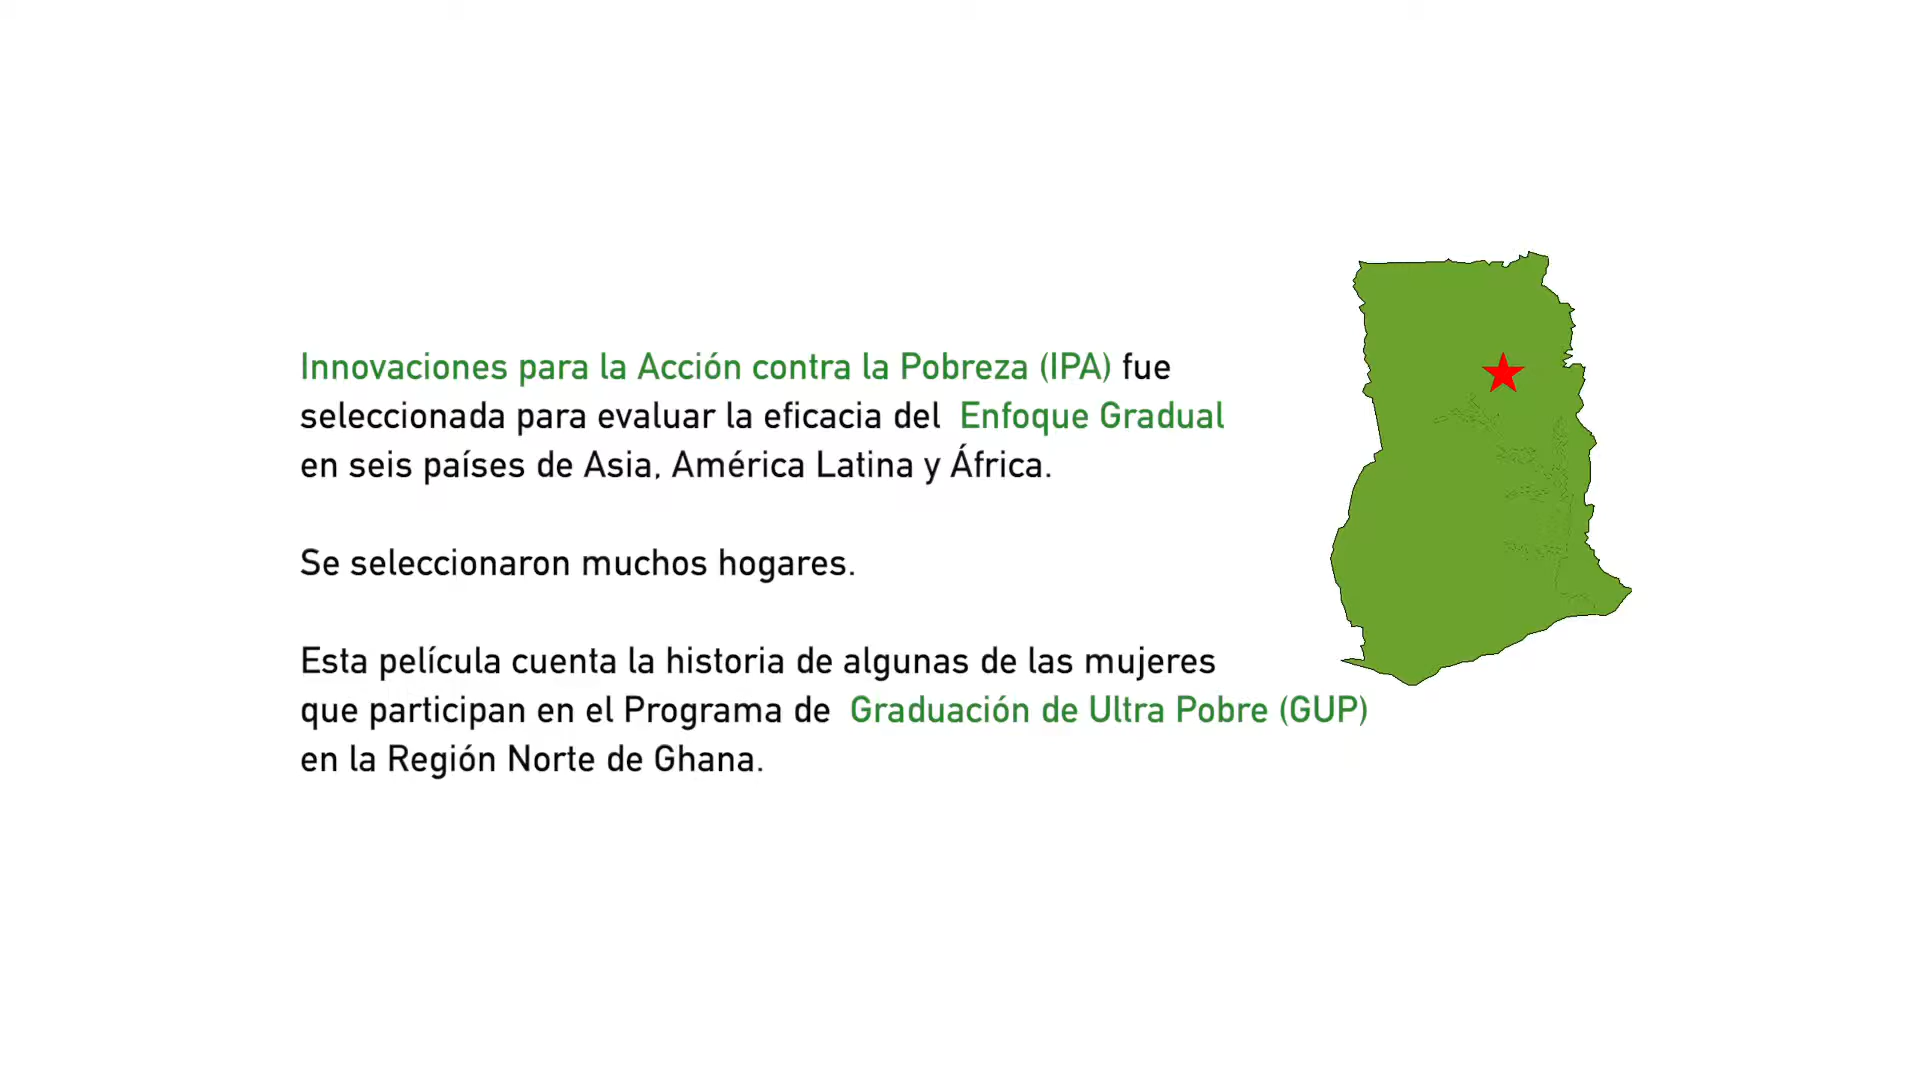 Innovaciones para la Acción contra la Pobreza (IPA) fue
seleccionada para evaluar la eficacia del Enfoque Gradual
en seis países de Asia, América Latina y África.
Se seleccionaron muchos hogares.
Esta película cuenta la historia de algunas de las mujeres
que participan en el Programa de Graduación de Ultra Pobre (GUP)
en la Región Norte de Ghana.